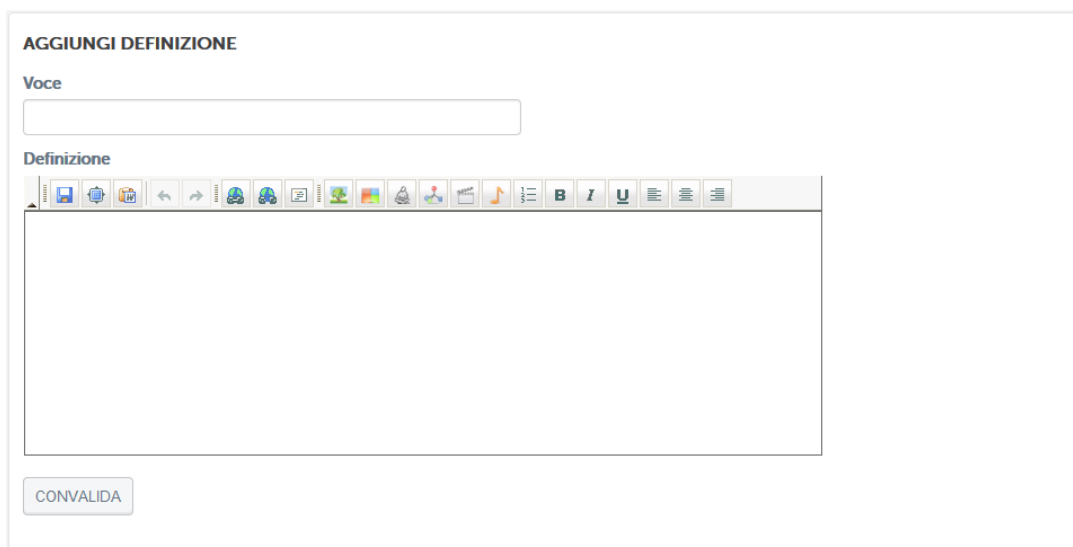 AGGIUNGI DEFINIZIONE
Voce
Definizione
B I U
CONVALIDA